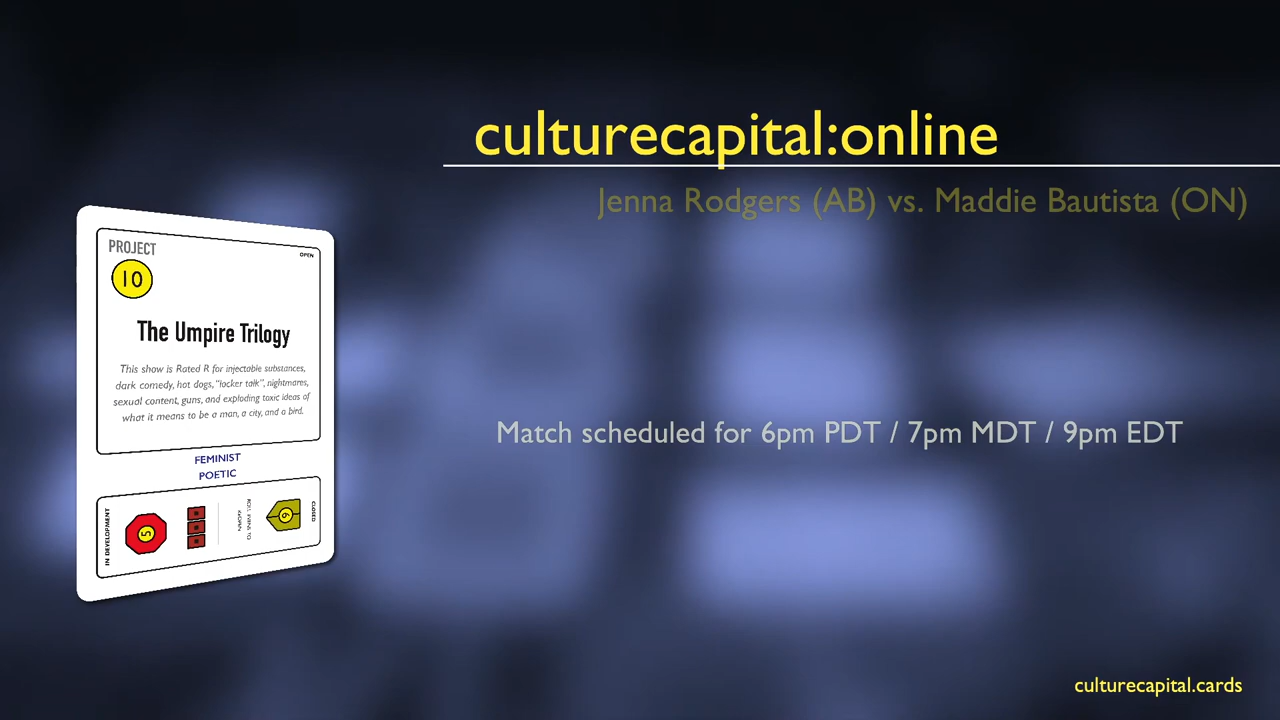 culturecapital:online
Jenna Rodgers (AB) vs. Maddie Bautista (ON)
PROJECT
OPEN
10
The Umpire Trilogy
This show is Rated R for injectable substances,
dark comedy, hot dogs, "locker talk", nightmares,
sexual content, guns, and exploding toxic ideas of
what it means to be a man, a city, and a bird.
FEMINIST
POETIC
IN DEVELOPMENT
5
6
CLOSED
Match scheduled for 6pm PDT / 7pm MDT / 9pm EDT
culturecapital.cards